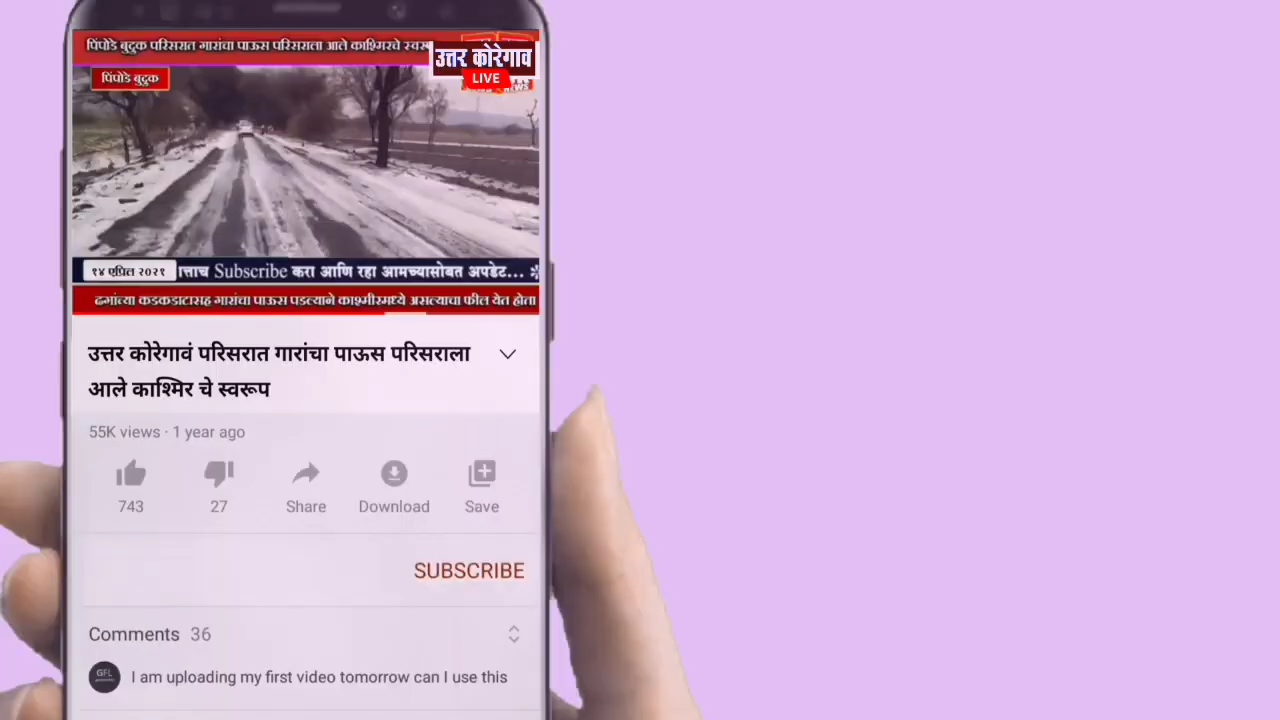 पिंपोडे बुद्रुक परिसरात गारांचा पाऊस परिसराला आले काश्मिरचे
उत्तर कोरेगाव
LIVE
पिंपोडे बुद्रुक
NEWS
१४ एप्रिल २०२१
Subscribe करा आणि रहा आमच्यासोबत अपडेट...
ढगांच्या कडकडाटासह गारांचा पाऊस पडल्याने काश्मीरमध्ये असल्याचा फील येत होता
उत्तर कोरेगावं परिसरात गारांचा पाऊस परिसराला
आले काश्मिर चे स्वरूप
55K views · 1 year ago
743 27 Share Download Save
SUBSCRIBE
Comments 36
GFL
I am uploading my first video tomorrow can I use this